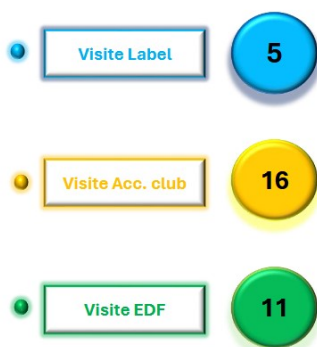 Visite Label
5
Visite Acc. club
16
Visite EDF
11